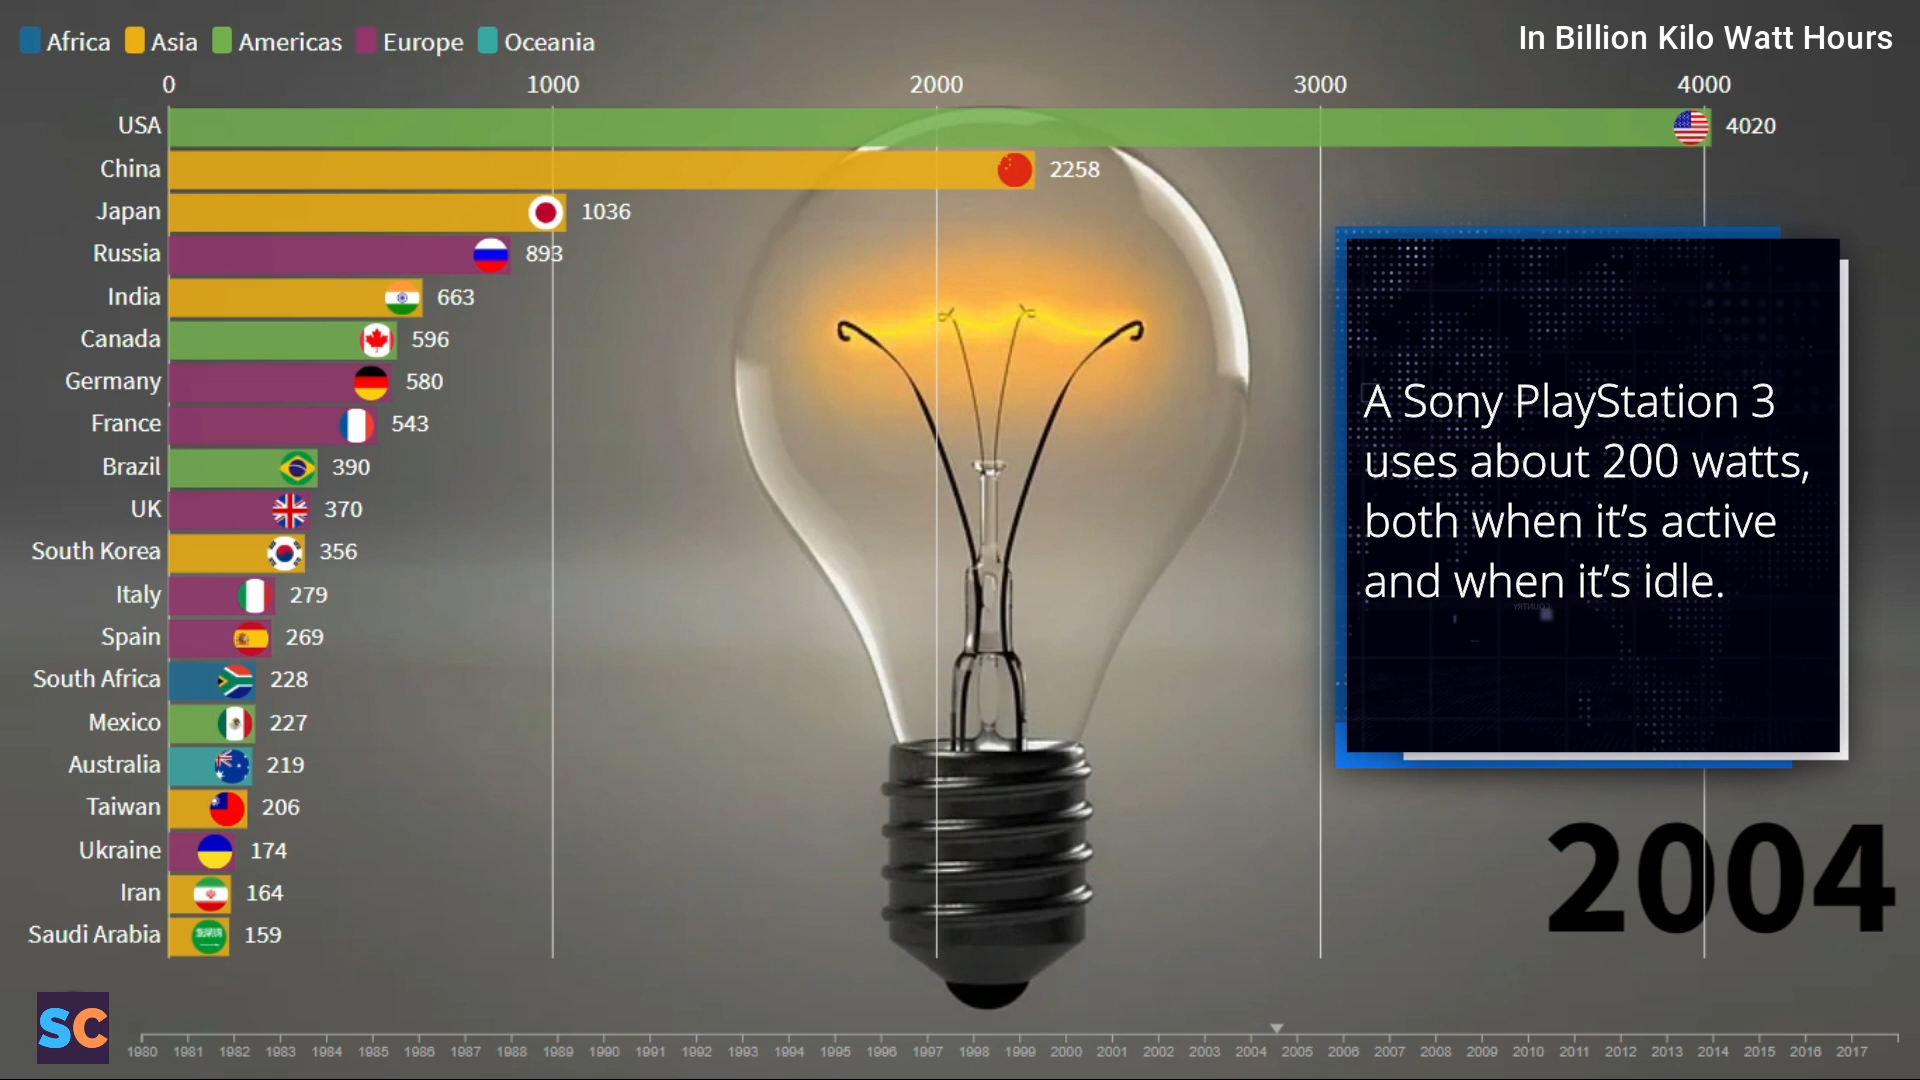 Africa Asia Americas Europe Oceania
In Billion Kilo Watt Hours
0 1000 2000 3000 4000
USA 4020
China 2258
Japan 1036
Russia 893
India 663
Canada 596
Germany 580
France 543
Brazil 390
UK 370
South Korea 356
Italy 279
Spain 269
South Africa 228
Mexico 227
Australia 219
Taiwan 206
Ukraine 174
Iran 164
Saudi Arabia 159
A Sony PlayStation 3
uses about 200 watts,
both when it’s active
and when it’s idle.
COUNTRY
2004
SC
1980 1981 1982 1983 1984 1985 1986 1987 1988 1989 1990 1991 1992 1993 1994 1995 1996 1997 1998 1999 2000 2001 2002 2003 2004 2005 2006 2007 2008 2009 2010 2011 2012 2013 2014 2015 2016 2017